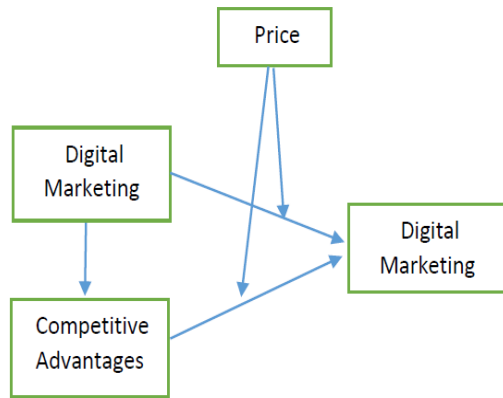 Price
Digital
Marketing
Digital
Marketing
Competitive
Advantages